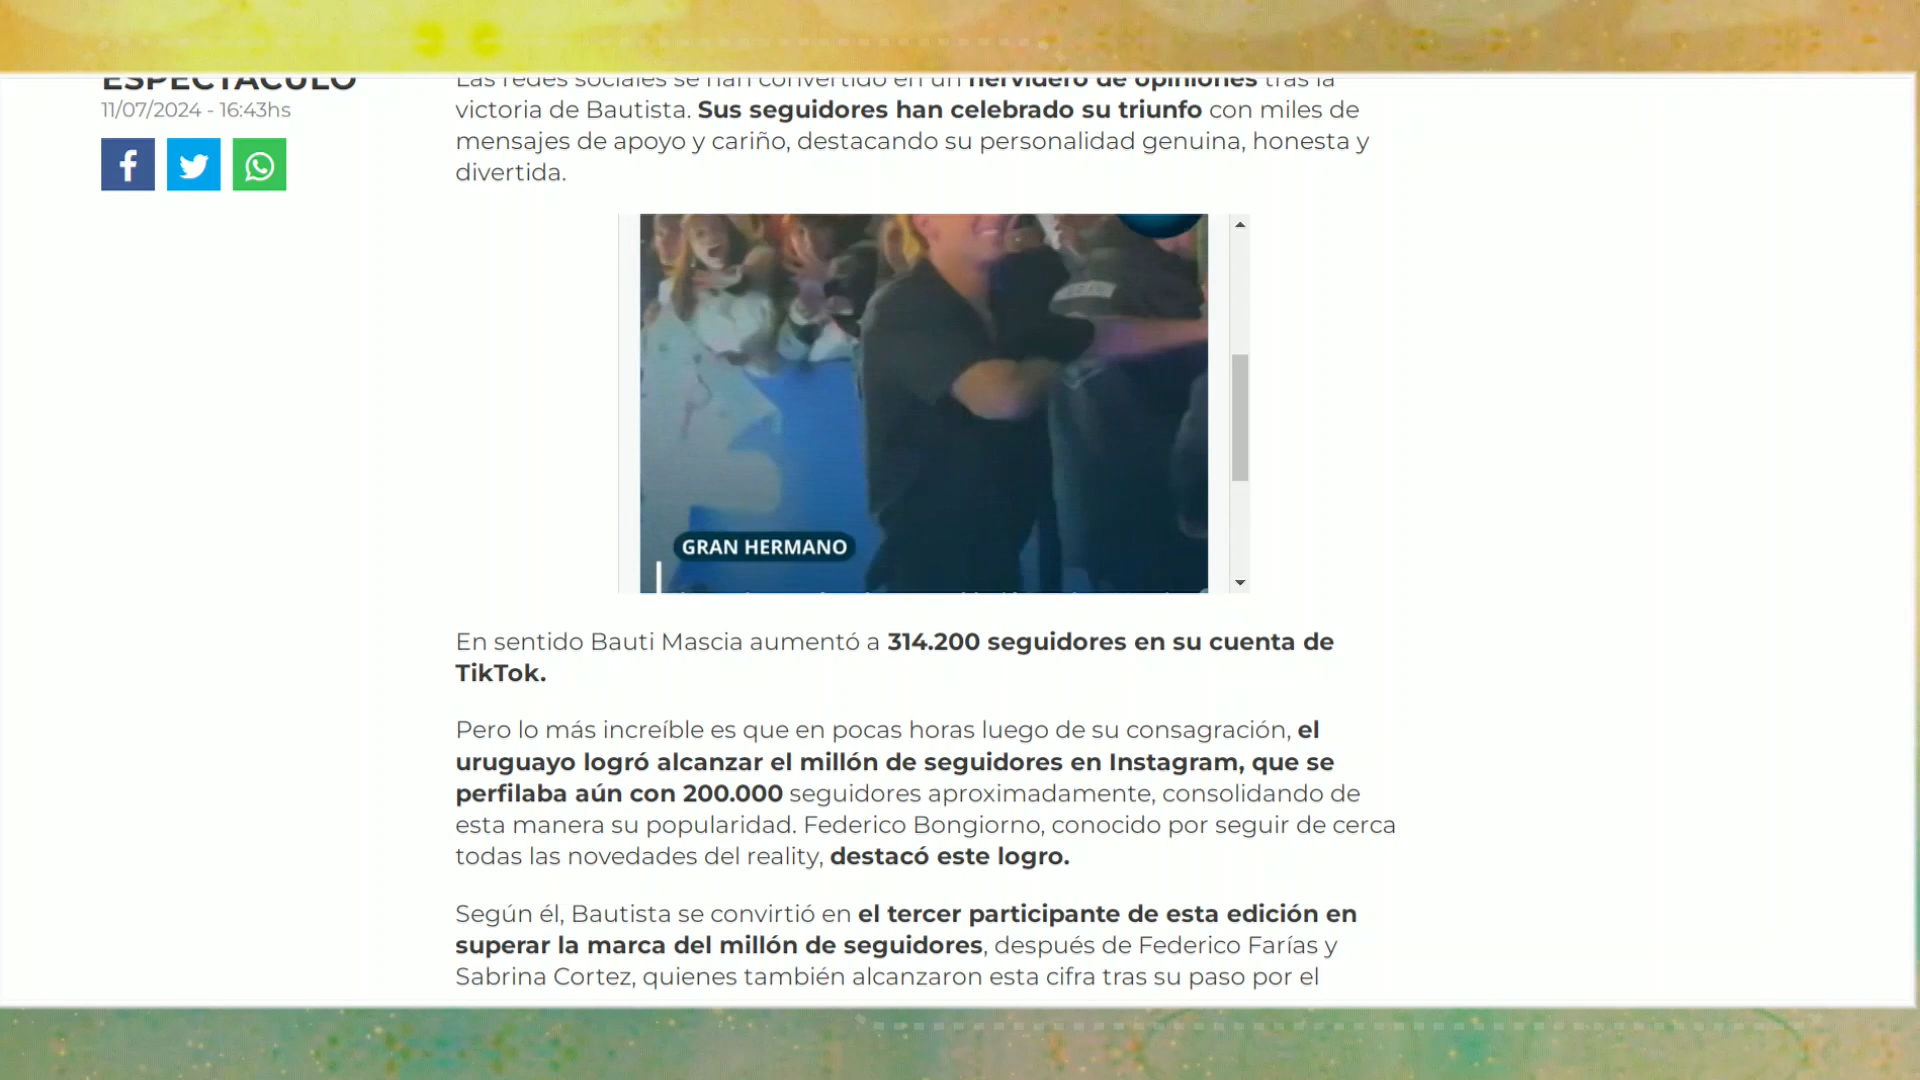 ESPECTÁCULO
11/07/2024 - 16:43hs
Las redes sociales se han convertido en un hervidero de opiniones tras la
victoria de Bautista. Sus seguidores han celebrado su triunfo con miles de
mensajes de apoyo y cariño, destacando su personalidad genuina, honesta y
divertida.
GRAN HERMANO
En sentido Bauti Mascia aumentó a 314.200 seguidores en su cuenta de
TikTok.
Pero lo más increíble es que en pocas horas luego de su consagración, el
uruguayo logró alcanzar el millón de seguidores en Instagram, que se
perfilaba aún con 200.000 seguidores aproximadamente, consolidando de
esta manera su popularidad. Federico Bongiorno, conocido por seguir de cerca
todas las novedades del reality, destacó este logro.
Según él, Bautista se convirtió en el tercer participante de esta edición en
superar la marca del millón de seguidores, después de Federico Farías y
Sabrina Cortez, quienes también alcanzaron esta cifra tras su paso por el